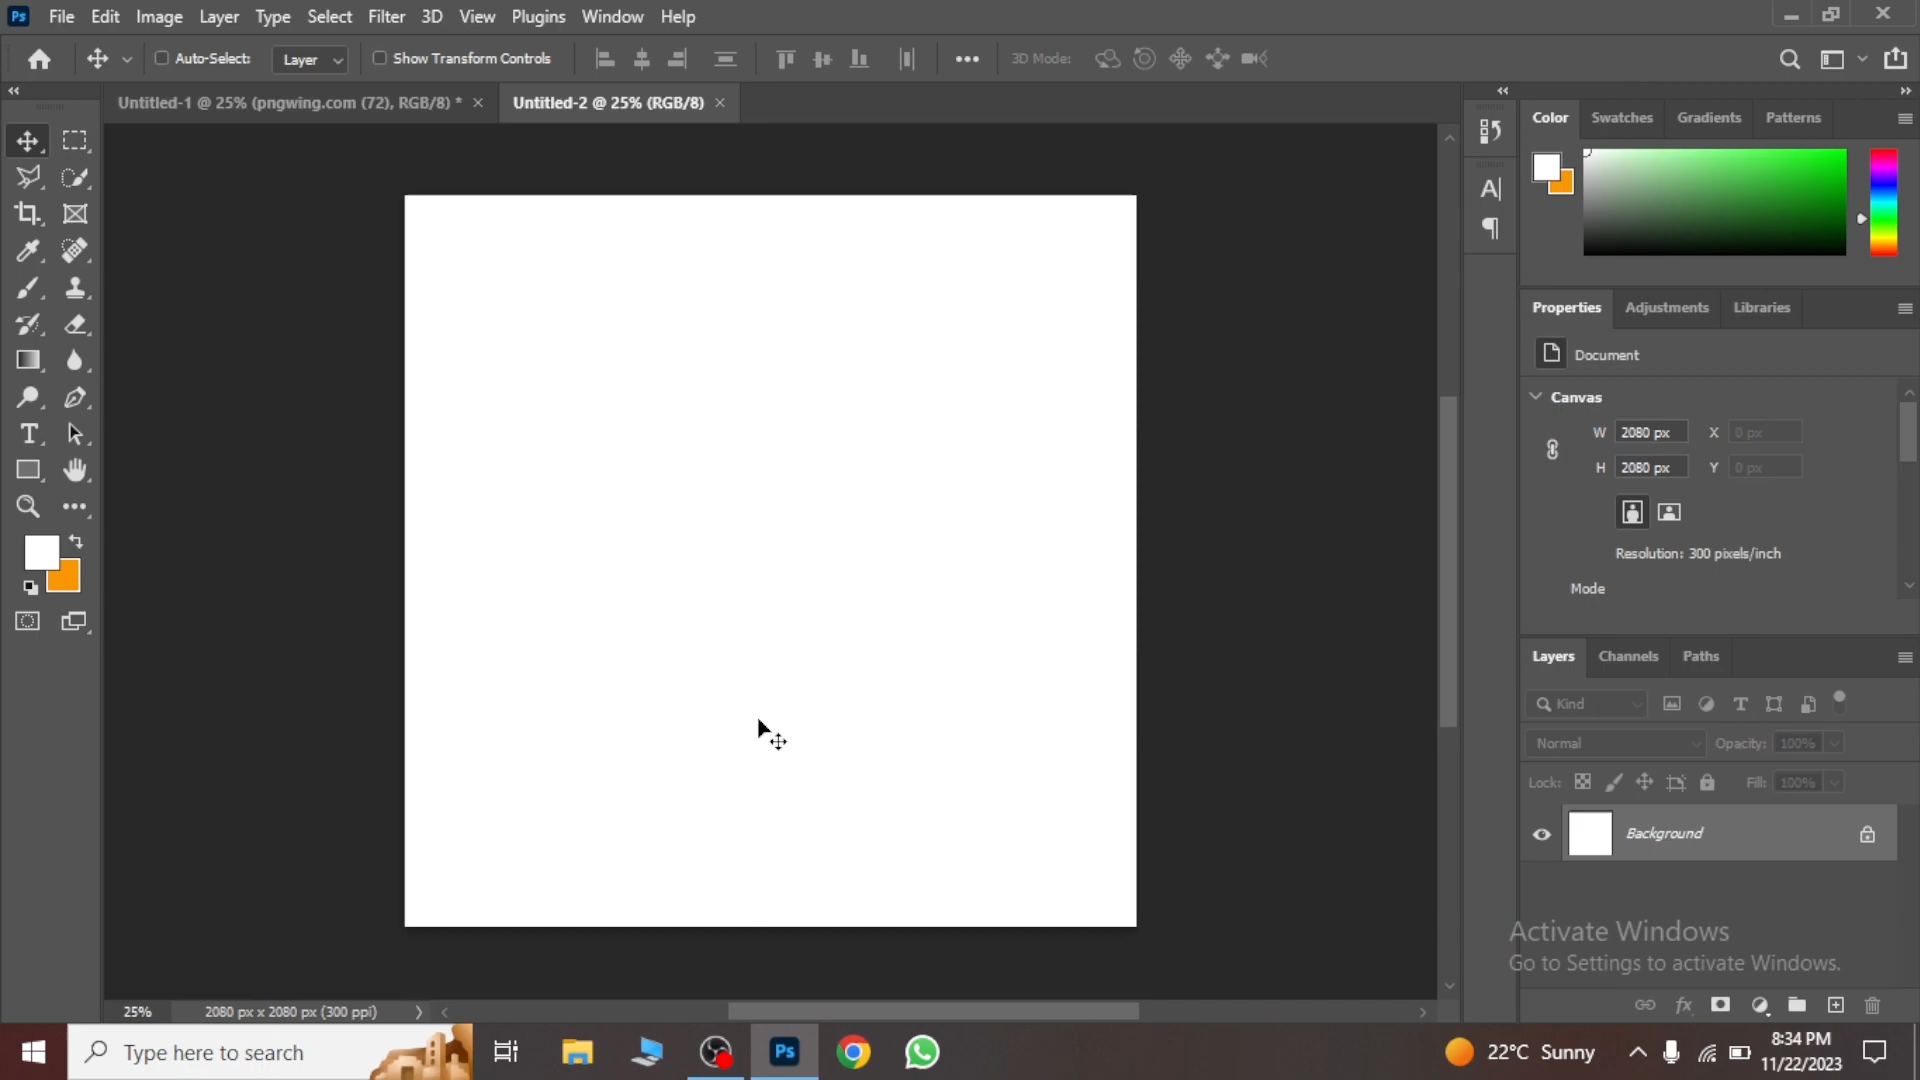 Ps File Edit Image Layer Type Select Filter 3D View Plugins Window Help
Auto-Select: Layer Show Transform Controls 3D Mode:
Untitled-1 @ 25% (pngwing.com (72), RGB/8) * × Untitled-2 @ 25% (RGB/8) ×
Color Swatches Gradients Patterns
Properties Adjustments Libraries
Document
Canvas
W 2080 px X 0 px
H 2080 px Y 0 px
Resolution: 300 pixels/inch
Mode
Layers Channels Paths
Kind
Normal Opacity: 100%
Lock: Fill: 100%
Background
Activate Windows
Go to Settings to activate Windows.
25% 2080 px x 2080 px (300 ppi)
Type here to search
Ps
22°C Sunny
8:34 PM
11/22/2023